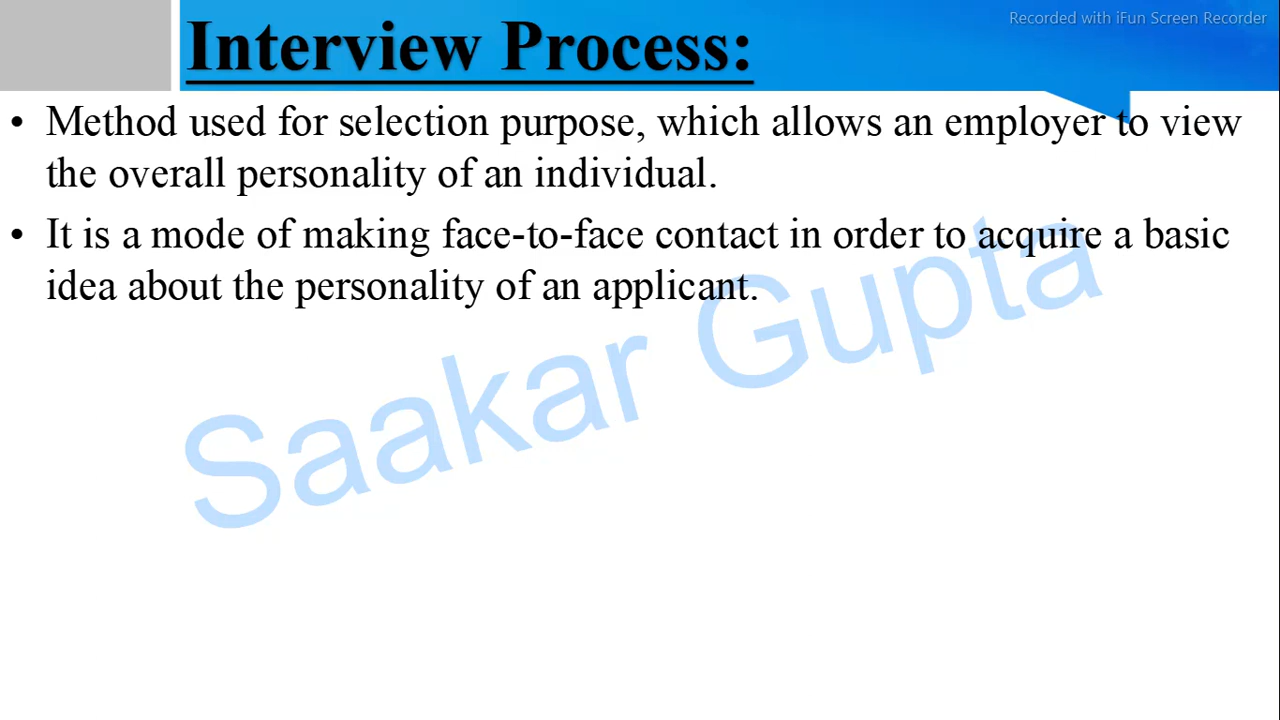 Recorded with iFun Screen Recorder
Interview Process:
• Method used for selection purpose, which allows an employer to view
the overall personality of an individual.
• It is a mode of making face-to-face contact in order to acquire a basic
idea about the personality of an applicant.
Saakar Gupta